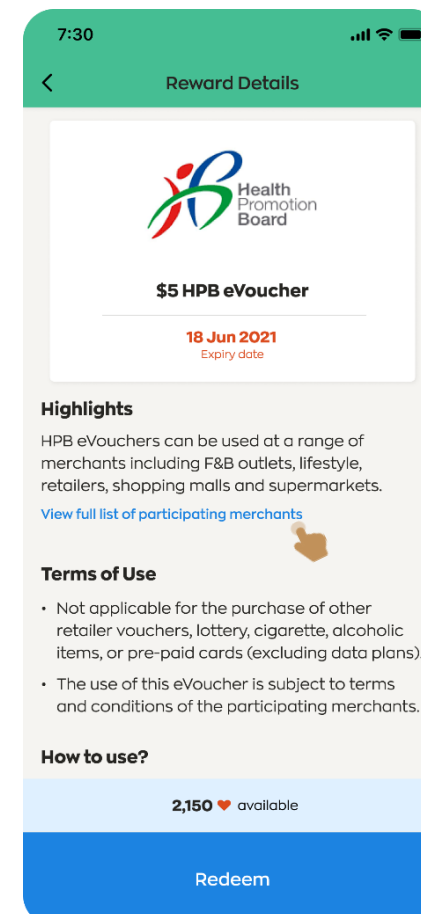 7:30
Reward Details
Health
Promotion
Board
$5 HPB eVoucher
18 Jun 2021
Expiry date
Highlights
HPB eVouchers can be used at a range of
merchants including F&B outlets, lifestyle,
retailers, shopping malls and supermarkets.
View full list of participating merchants
Terms of Use
• Not applicable for the purchase of other
retailer vouchers, lottery, cigarette, alcoholic
items, or pre-paid cards (excluding data plans).
• The use of this eVoucher is subject to terms
and conditions of the participating merchants.
How to use?
2,150 ❤ available
Redeem